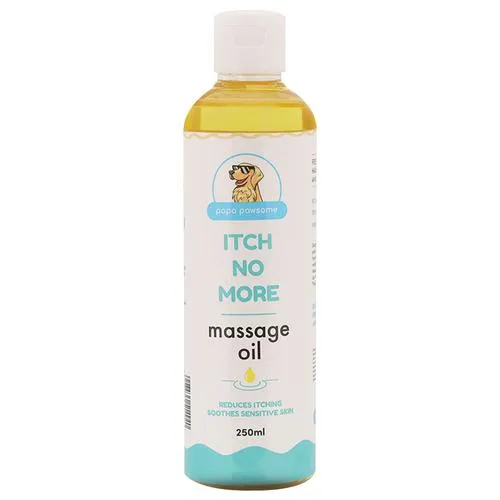 papa pawsome
ITCH
NO
MORE
massage
oil
REDUCES ITCHING
SOOTHES SENSITIVE SKIN
250ml